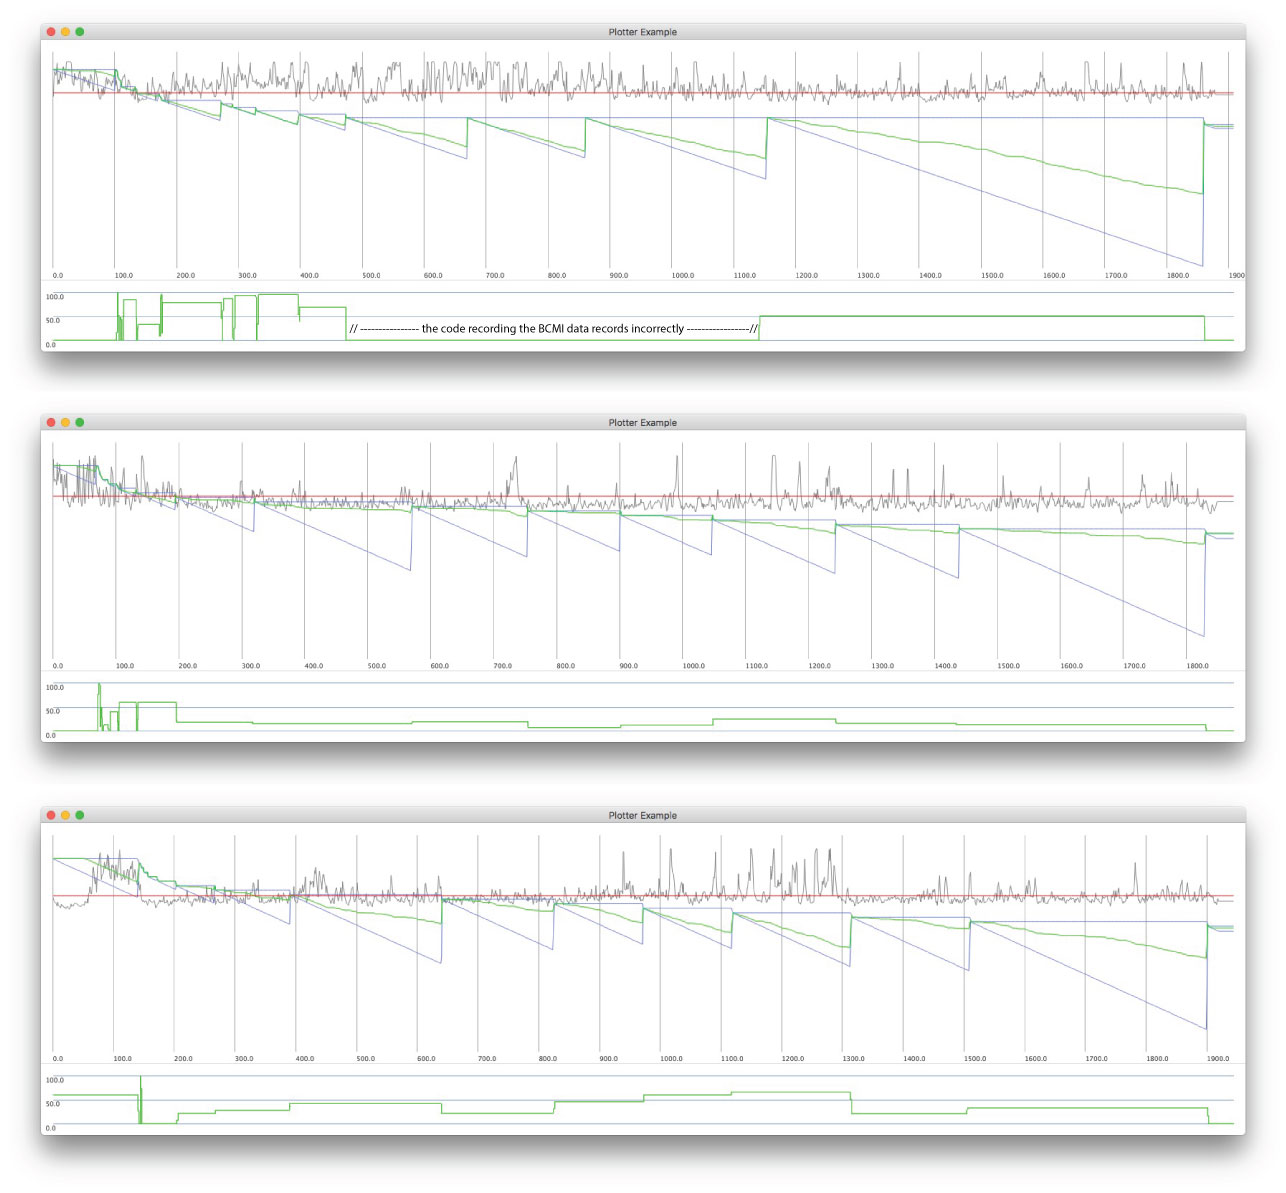 Plotter Example
0.0 100.0 200.0 300.0 400.0 500.0 600.0 700.0 800.0 900.0 1000.0 1100.0 1200.0 1300.0 1400.0 1500.0 1600.0 1700.0 1800.0 1900
100.0
50.0
// ---------------- the code recording the BCMI data records incorrectly -----------------//
0.0
Plotter Example
0.0 100.0 200.0 300.0 400.0 500.0 600.0 700.0 800.0 900.0 1000.0 1100.0 1200.0 1300.0 1400.0 1500.0 1600.0 1700.0 1800.0
100.0
50.0
0.0
Plotter Example
0.0 100.0 200.0 300.0 400.0 500.0 600.0 700.0 800.0 900.0 1000.0 1100.0 1200.0 1300.0 1400.0 1500.0 1600.0 1700.0 1800.0 1900.0
100.0
50.0
0.0